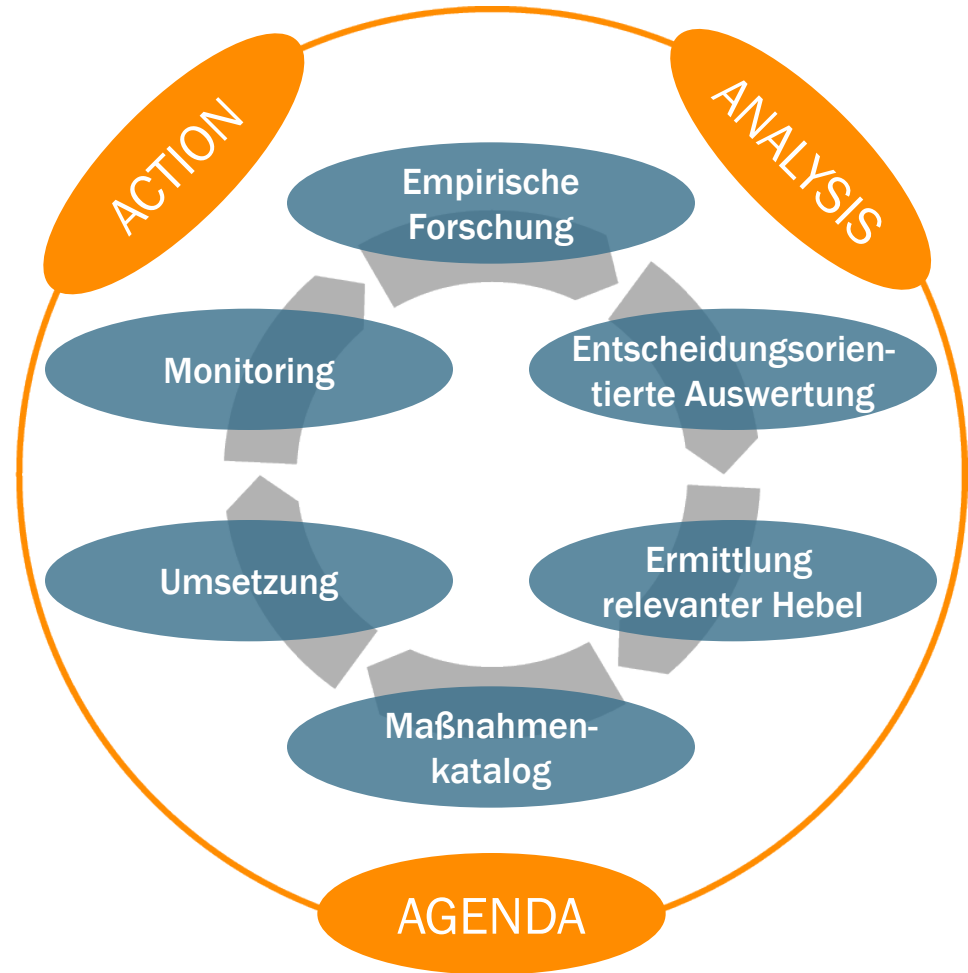 ACTION
ANALYSIS
Empirische
Forschung
Monitoring
Entscheidungsorien-
tierte Auswertung
Umsetzung
Ermittlung
relevanter Hebel
Maßnahmen-
katalog
AGENDA